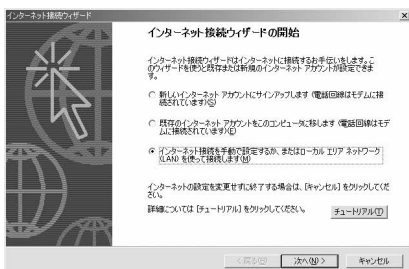 インターネット接続ウィザード
インターネット接続ウィザードの開始
インターネット接続ウィザードはインターネットに接続するお手伝いをします。こ
のウィザードを使うと既存または新規のインターネット アカウントが設定できま
す。
新しいインターネット アカウントにサインアップします (電話回線はモデムに接
続されています)(S)
既存のインターネット アカウントをこのコンピュータに移します (電話回線はモデ
ムに接続されています)(E)
インターネット接続を手動で設定するか、またはローカル エリア ネットワーク
(LAN) を使って接続します(M)
インターネットの設定を変更せずに終了する場合は、[キャンセル] をクリックしてくだ
さい。
詳細については [チュートリアル] をクリックしてください。
チュートリアル(T)
< 戻る(B)
次へ(N) >
キャンセル